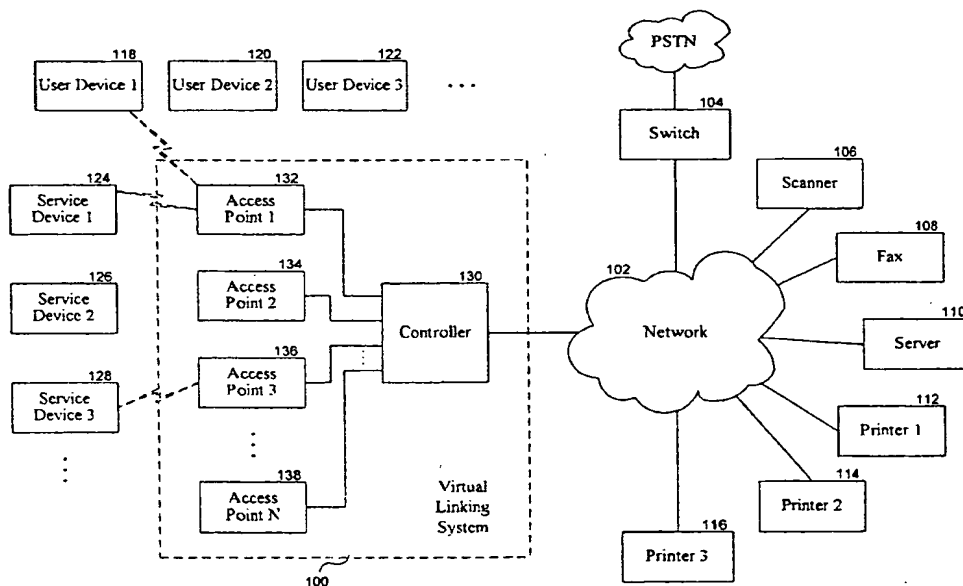 118
User Device 1
120
User Device 2
122
User Device 3
...
PSTN
104
Switch
106
Scanner
108
Fax
110
Server
112
Printer 1
114
Printer 2
116
Printer 3
102
Network
124
Service
Device 1
126
Service
Device 2
128
Service
Device 3
132
Access
Point 1
134
Access
Point 2
136
Access
Point 3
138
Access
Point N
130
Controller
Virtual
Linking
System
100